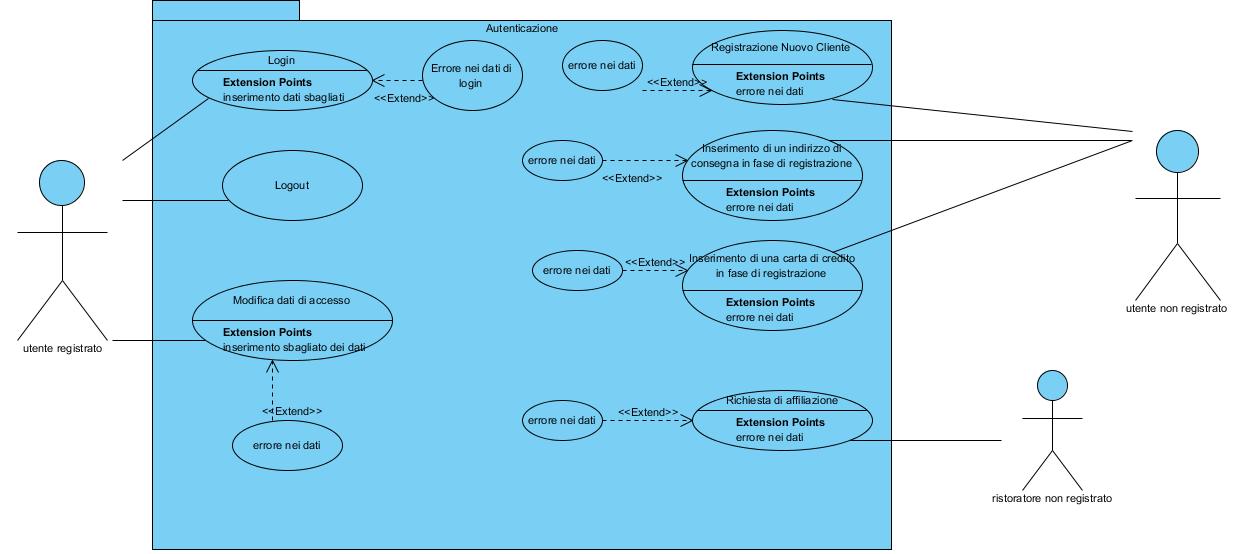 Autenticazione
Login
Extension Points
inserimento dati sbagliati
<<Extend>>
Errore nei dati di
login
Logout
Modifica dati di accesso
Extension Points
inserimento sbagliato dei dati
<<Extend>>
errore nei dati
utente registrato
errore nei dati
<<Extend>>
Registrazione Nuovo Cliente
Extension Points
errore nei dati
errore nei dati
<<Extend>>
Inserimento di un indirizzo di
consegna in fase di registrazione
Extension Points
errore nei dati
errore nei dati
<<Extend>>
Inserimento di una carta di credito
in fase di registrazione
Extension Points
errore nei dati
errore nei dati
<<Extend>>
Richiesta di affiliazione
Extension Points
errore nei dati
utente non registrato
ristoratore non registrato